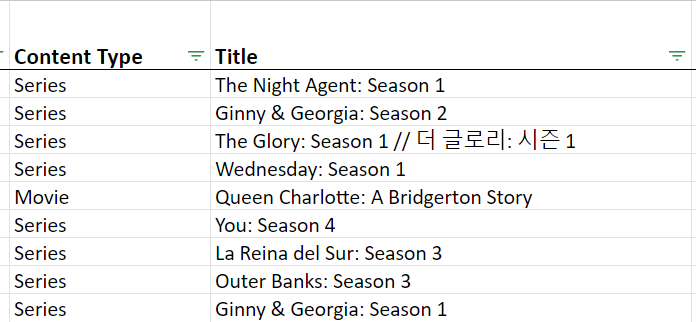 Content Type Title
Series The Night Agent: Season 1
Series Ginny & Georgia: Season 2
Series The Glory: Season 1 // 더 글로리: 시즌 1
Series Wednesday: Season 1
Movie Queen Charlotte: A Bridgerton Story
Series You: Season 4
Series La Reina del Sur: Season 3
Series Outer Banks: Season 3
Series Ginny & Georgia: Season 1